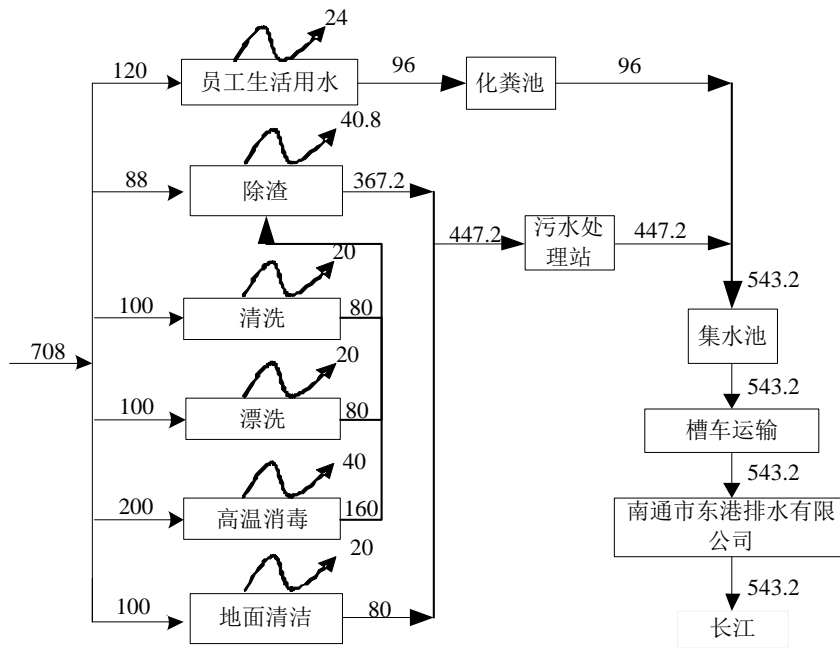 24
120
员工生活用水
96
化粪池
96
40.8
88
除渣
367.2
447.2
污水处
理站
447.2
20
100
清洗
80
543.2
集水池
708
20
543.2
100
漂洗
80
槽车运输
40
543.2
200
高温消毒
160
南通市东港排水有限
公司
20
543.2
100
地面清洁
80
长江